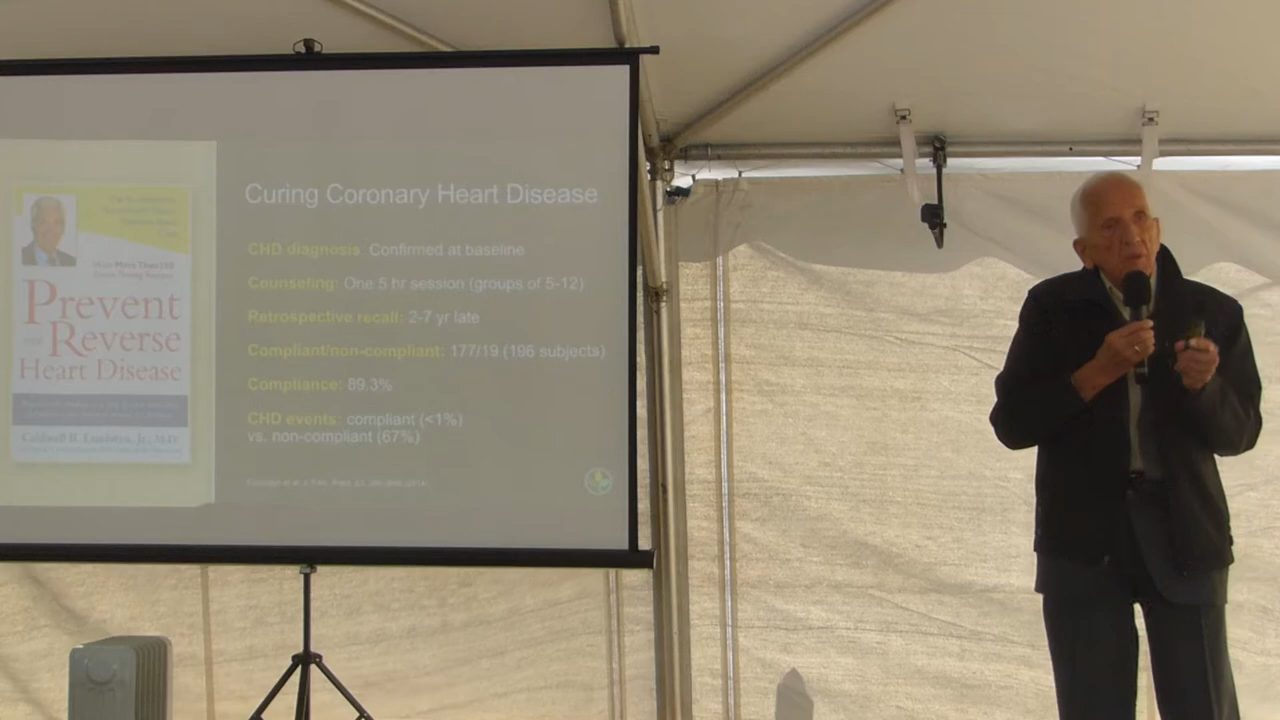 Prevent
and Reverse
Heart Disease
Curing Coronary Heart Disease
CHD diagnosis: Confirmed at baseline
Counseling: One 5 hr session (groups of 5-12)
Retrospective recall: 2-7 yr late
Compliant/non-compliant: 177/19 (196 subjects)
Compliance: 89.3%
CHD events: compliant (<1%)
vs. non-compliant (67%)